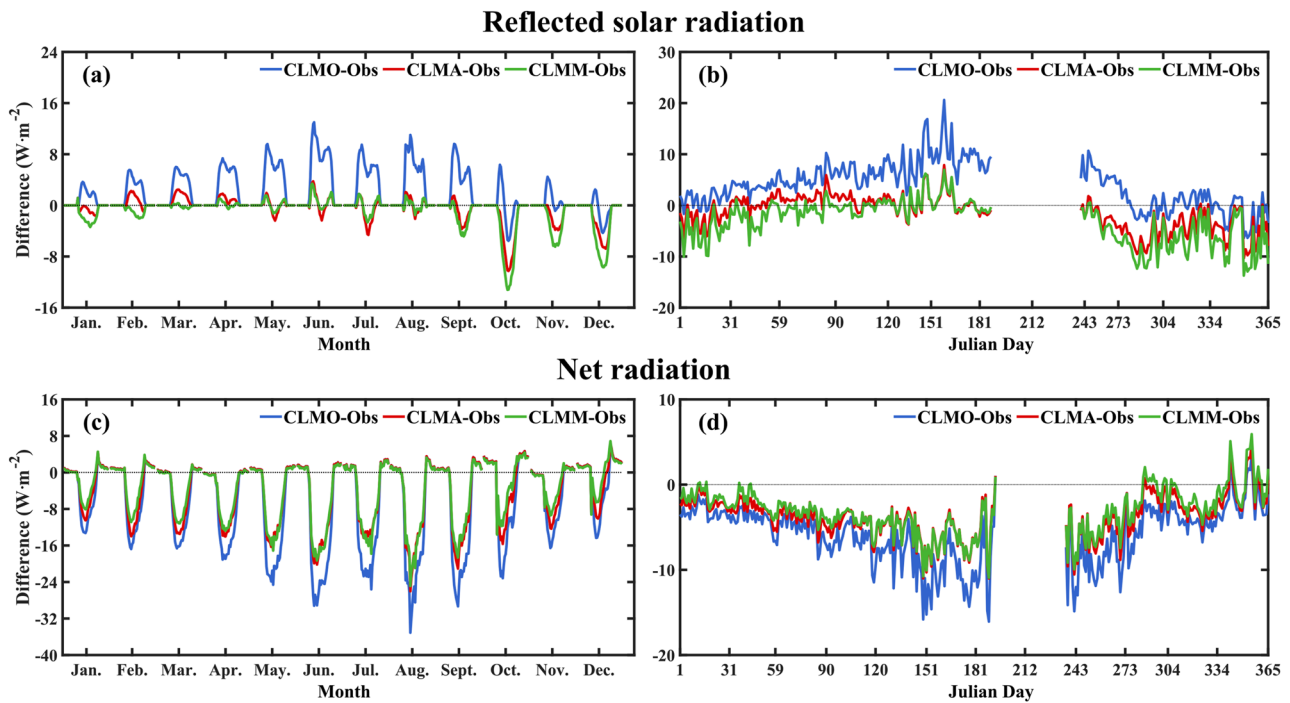 Reflected solar radiation
(a)
CLMO-Obs CLMA-Obs CLMM-Obs
Difference (W·m⁻²)
24
16
8
0
-8
-16
Jan. Feb. Mar. Apr. May. Jun. Jul. Aug. Sept. Oct. Nov. Dec.
Month
(b)
CLMO-Obs CLMA-Obs CLMM-Obs
30
20
10
0
-10
-20
1 31 59 90 120 151 181 212 243 273 304 334 365
Julian Day
Net radiation
(c)
CLMO-Obs CLMA-Obs CLMM-Obs
Difference (W·m⁻²)
16
8
0
-8
-16
-24
-32
-40
Jan. Feb. Mar. Apr. May. Jun. Jul. Aug. Sept. Oct. Nov. Dec.
Month
(d)
CLMO-Obs CLMA-Obs CLMM-Obs
10
0
-10
-20
1 31 59 90 120 151 181 212 243 273 304 334 365
Julian Day